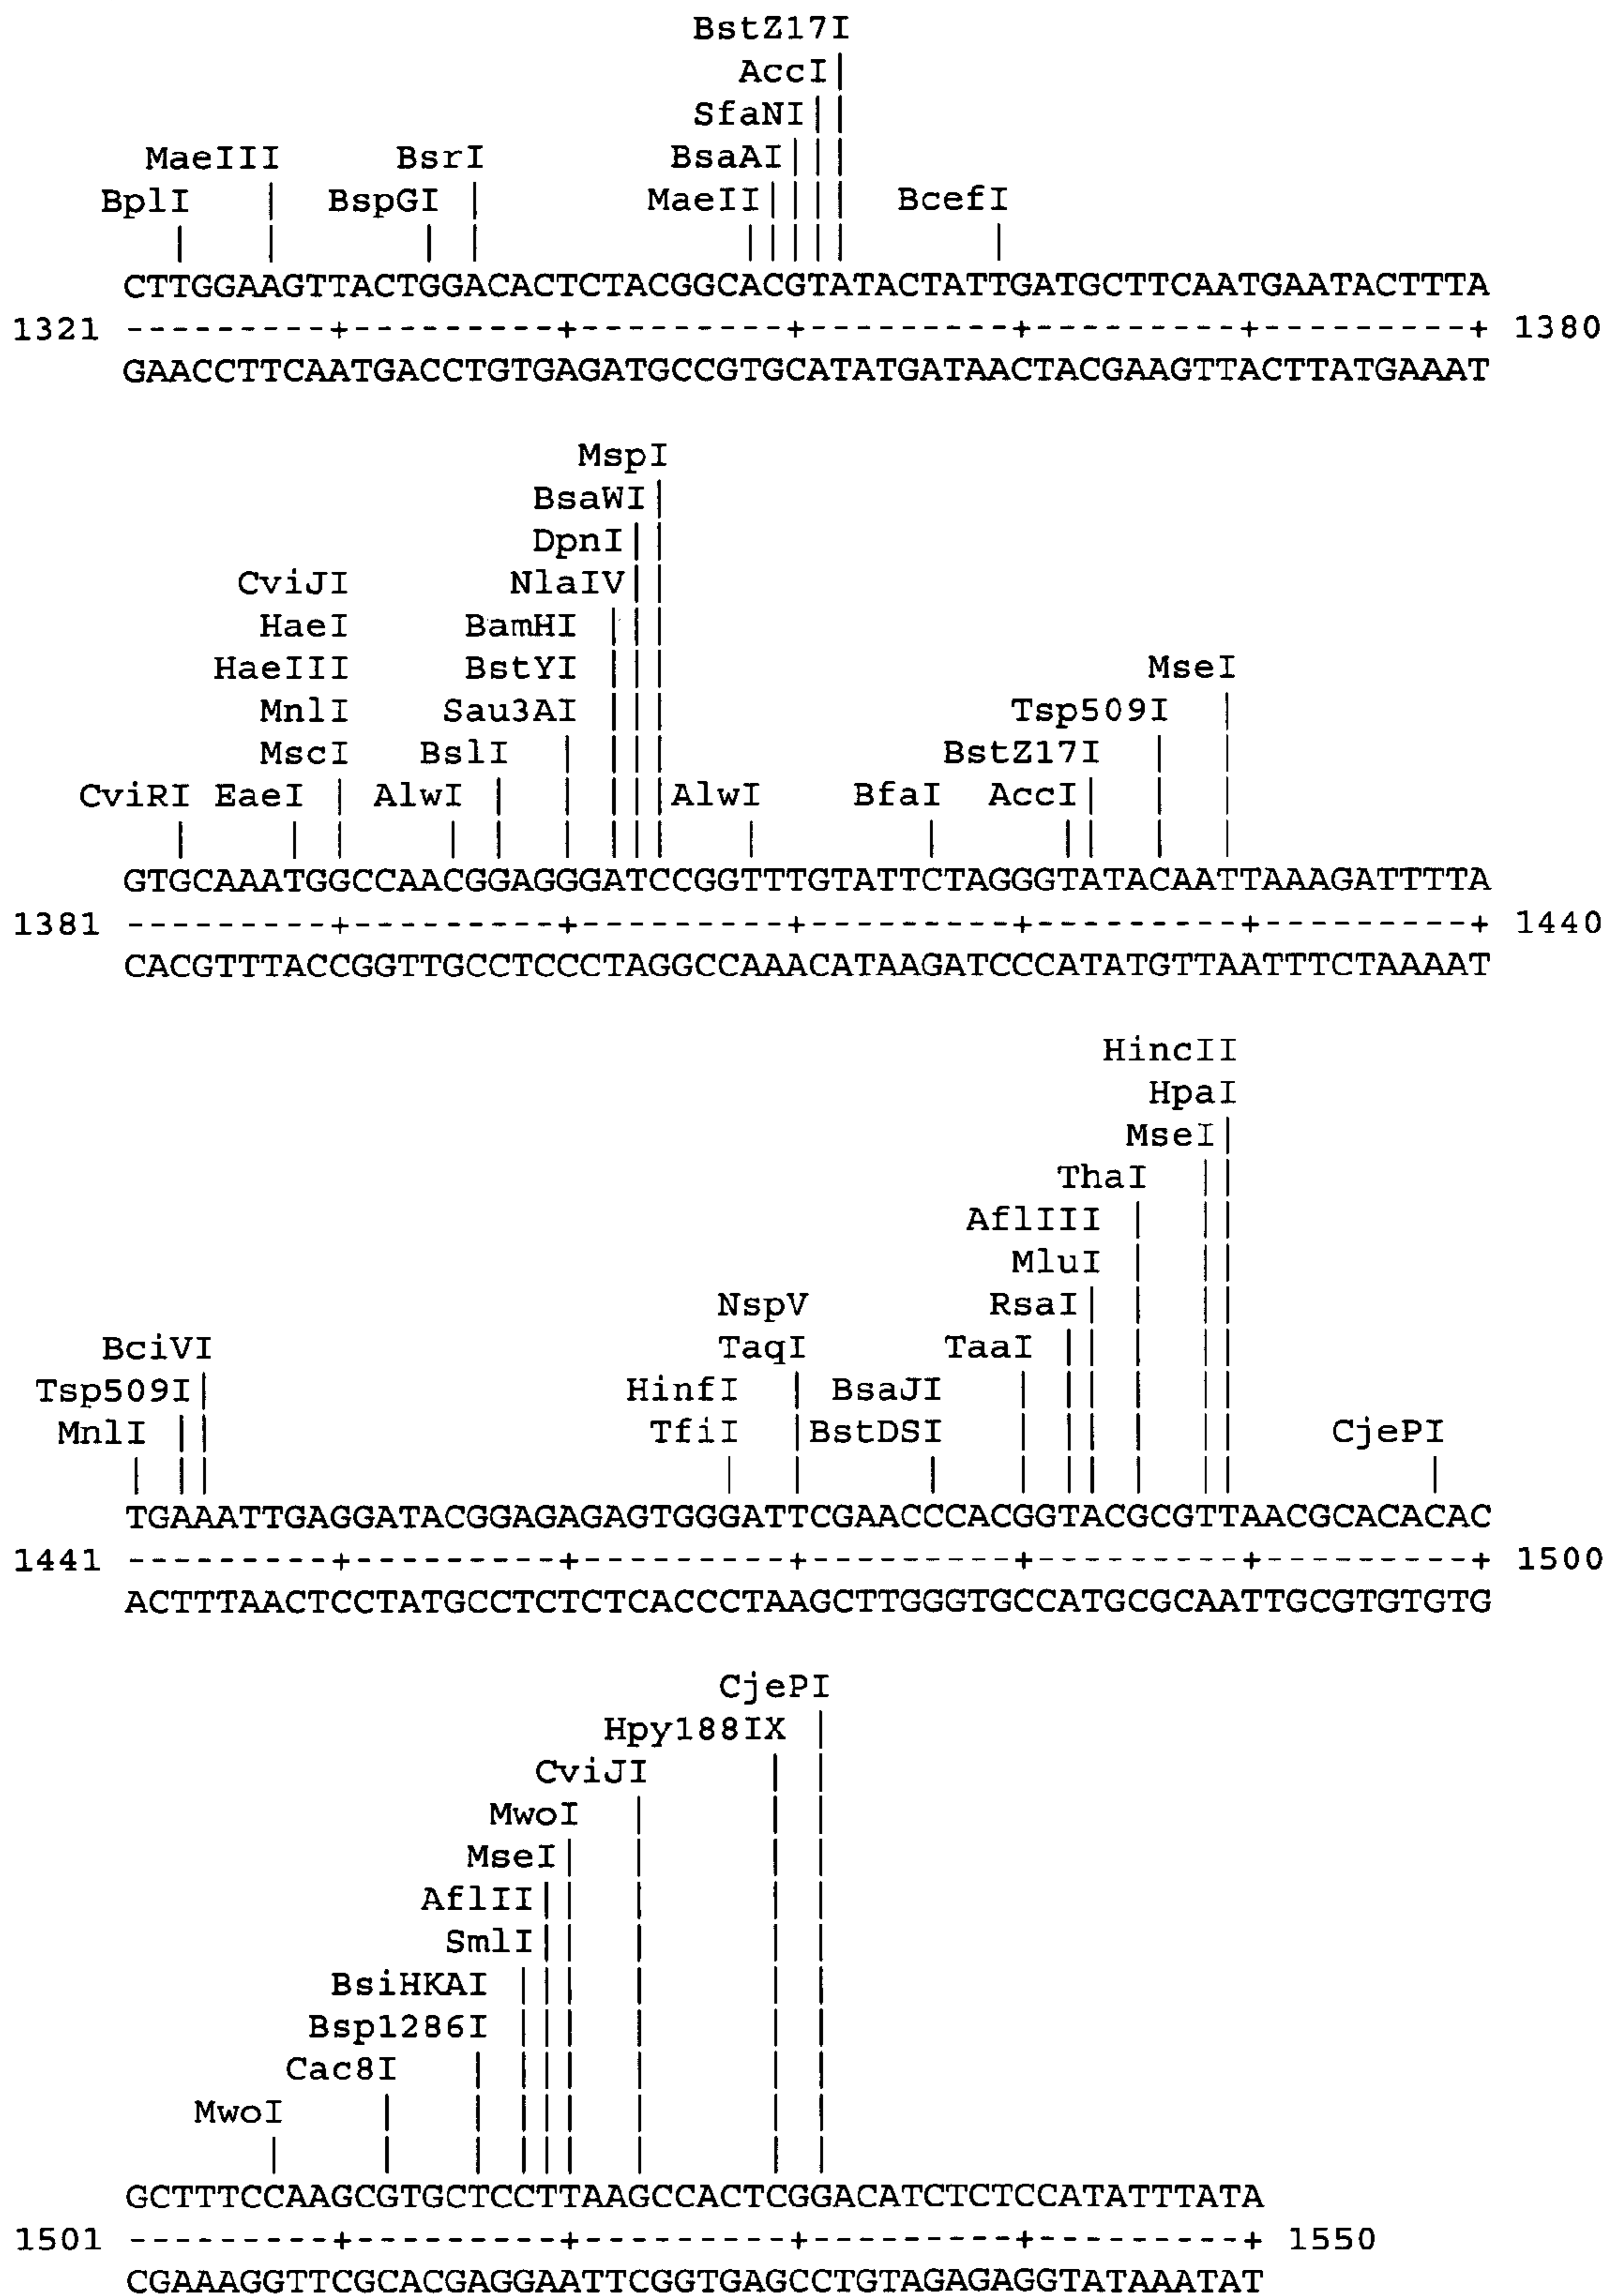 BstZ17I
AccI
SfaNI
MaeIII BsrI BsaAI
BplI BspGI MaeII BcefI
CTTGGAAGTTACTGGACACTCTACGGCACGTATACTATTGATGCTTCAATGAATACTTTA
1321 ---------+---------+---------+---------+---------+---------+ 1380
GAACCTTCAATGACCTGTGAGATGCCGTGCATATGATAACTACGAAGTTACTTATGAAAT
MspI
BsaWI
DpnI
CviJI NlaIV
HaeI BamHI
HaeIII BstYI MseI
MnlI Sau3AI Tsp509I
MscI BslI BstZ17I
CviRI EaeI AlwI AlwI BfaI AccI
GTGCAAATGGCCAACGGAGGGATCCGGTTTGTATTCTAGGGTATACAATTAAAGATTTTA
1381 ---------+---------+---------+---------+---------+---------+ 1440
CACGTTTACCGGTTGCCTCCCTAGGCCAAACATAAGATCCCATATGTTAATTTCTAAAAT
HincII
HpaI
MseI
ThaI
AflIII
MluI
NspV RsaI
BciVI TaqI TaaI
Tsp509I HinfI BsaJI
MnlI TfiI BstDSI CjePI
TGAAATTGAGGATACGGAGAGAGTGGGATTCGAACCCACGGTACGCGTTAACGCACACAC
1441 ---------+---------+---------+---------+---------+---------+ 1500
ACTTTAACTCCTATGCCTCTCTCACCCTAAGCTTGGGTGCCATGCGCAATTGCGTGTGTG
CjePI
Hpy188IX
CviJI
MwoI
MseI
AflII
SmlI
BsiHKAI
Bsp1286I
Cac8I
MwoI
GCTTTCCAAGCGTGCTCCTTAAGCCACTCGGACATCTCTCCATATTTATA
1501 ---------+---------+---------+---------+---------+ 1550
CGAAAGGTTCGCACGAGGAATTCGGTGAGCCTGTAGAGAGGTATAAATAT